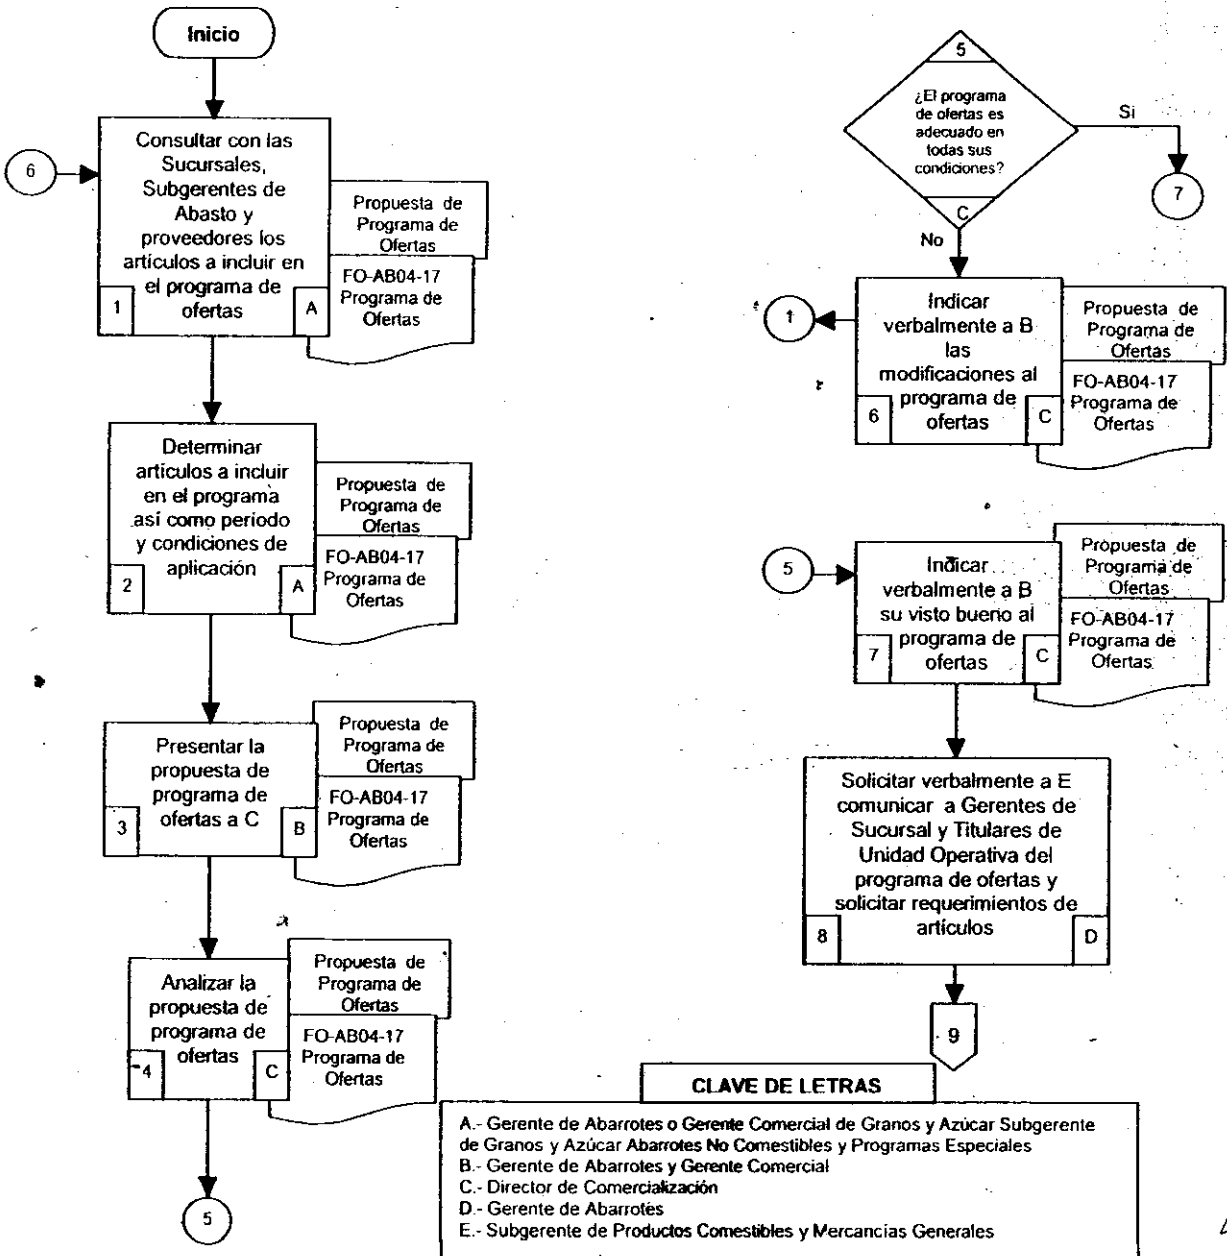 Inicio
6
Consultar con las
Sucursales,
Subgerentes de
Abasto y
proveedores los
artículos a incluir en
el programa de
ofertas
1
A
Propuesta de
Programa de
Ofertas
FO-AB04-17
Programa de
Ofertas
Determinar
artículos a incluir
en el programa
así como periodo
y condiciones de
aplicación
2
A
Propuesta de
Programa de
Ofertas
FO-AB04-17
Programa de
Ofertas
Presentar la
propuesta de
programa de
ofertas a C
3
B
Propuesta de
Programa de
Ofertas
FO-AB04-17
Programa de
Ofertas
Analizar la
propuesta de
programa de
ofertas
4
C
Propuesta de
Programa de
Ofertas
FO-AB04-17
Programa de
Ofertas
5
5
¿El programa
de ofertas es
adecuado en
todas sus
condiciones?
C
Si
7
No
1
Indicar
verbalmente a B
las
modificaciones al
programa de
ofertas
6
C
Propuesta de
Programa de
Ofertas
FO-AB04-17
Programa de
Ofertas
5
Indicar
verbalmente a B
su visto bueno al
programa de
ofertas
7
C
Propuesta de
Programa de
Ofertas
FO-AB04-17
Programa de
Ofertas
Solicitar verbalmente a E
comunicar a Gerentes de
Sucursal y Titulares de
Unidad Operativa del
programa de ofertas y
solicitar requerimientos de
artículos
8
D
9
CLAVE DE LETRAS
A.- Gerente de Abarrotes o Gerente Comercial de Granos y Azúcar Subgerente
de Granos y Azúcar Abarrotes No Comestibles y Programas Especiales
B.- Gerente de Abarrotes y Gerente Comercial
C.- Director de Comercialización
D.- Gerente de Abarrotes
E.- Subgerente de Productos Comestibles y Mercancias Generales